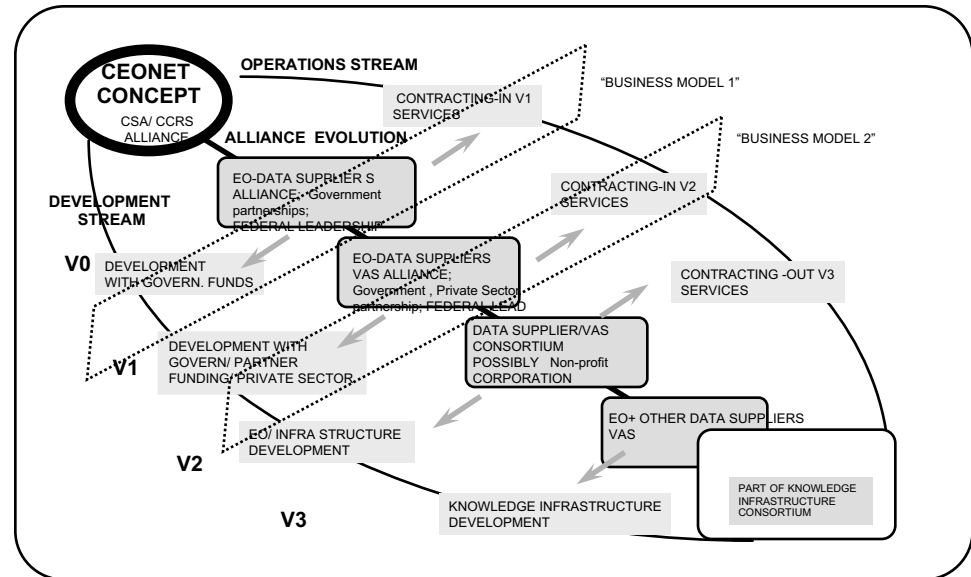 CEONET
CONCEPT
CSA/ CCRS
ALLIANCE
OPERATIONS STREAM
"BUSINESS MODEL 1"
CONTRACTING-IN V1
SERVICES
ALLIANCE EVOLUTION
"BUSINESS MODEL 2"
EO-DATA SUPPLIER S
ALLIANCE; Government
partnerships;
FEDERAL LEADERSHIP
CONTRACTING-IN V2
SERVICES
DEVELOPMENT
STREAM
V0
DEVELOPMENT
WITH GOVERN. FUNDS
EO-DATA SUPPLIERS
VAS ALLIANCE;
Government , Private Sector
partnership; FEDERAL LEAD
CONTRACTING -OUT V3
SERVICES
V1
DEVELOPMENT WITH
GOVERN/ PARTNER
FUNDING/ PRIVATE SECTOR
DATA SUPPLIER/VAS
CONSORTIUM
POSSIBLY Non-profit
CORPORATION
V2
EO/ INFRA STRUCTURE
DEVELOPMENT
EO+ OTHER DATA SUPPLIERS
VAS
V3
KNOWLEDGE INFRASTRUCTURE
DEVELOPMENT
PART OF KNOWLEDGE
INFRASTRUCTURE
CONSORTIUM